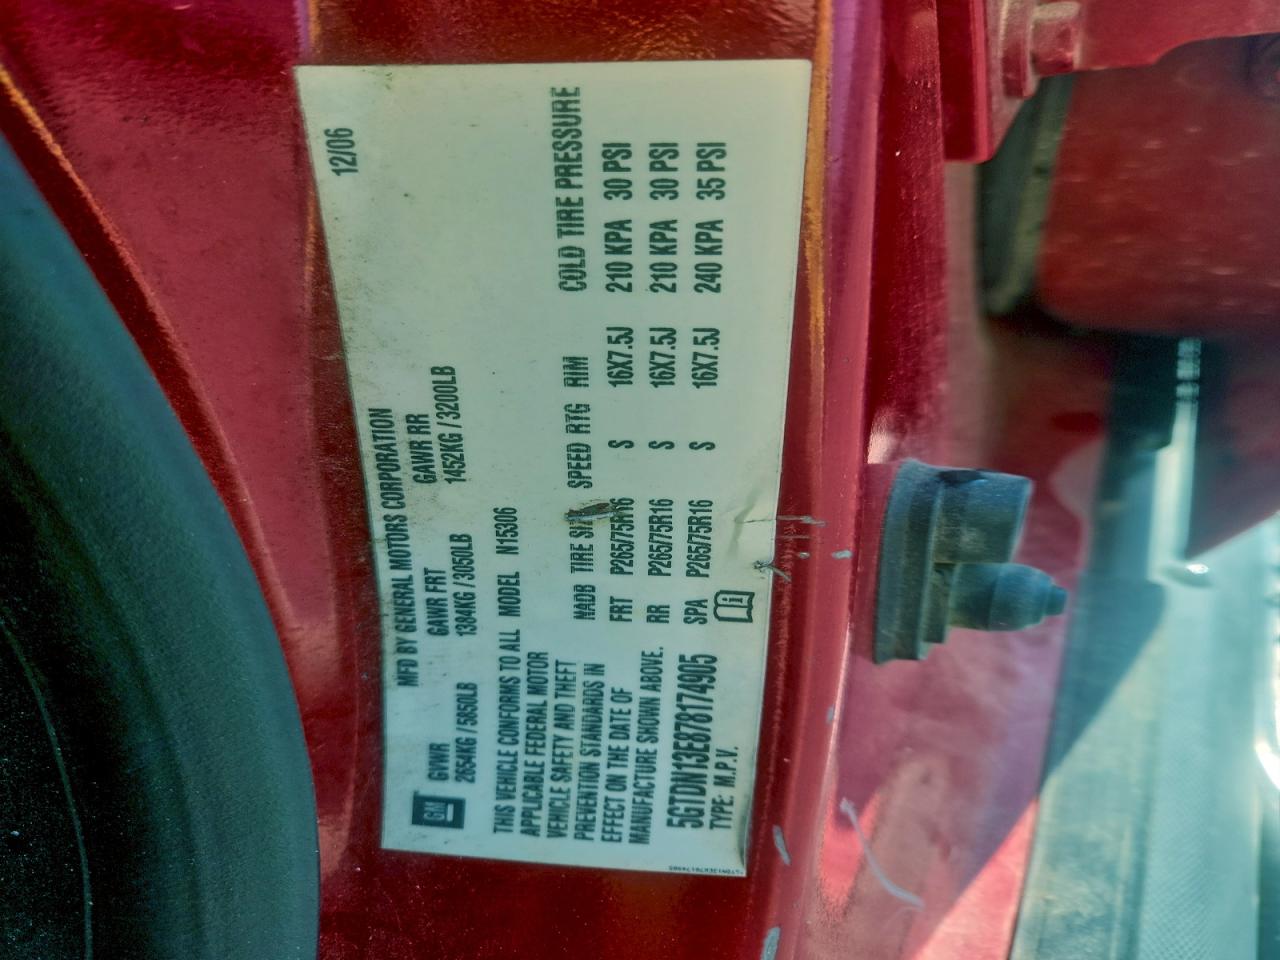 MFD BY GENERAL MOTORS CORPORATION
12/06
GM
GVWR GAWR FRT GAWR RR
2654KG / 5850LB 1384KG / 3050LB 1452KG / 3200LB
THIS VEHICLE CONFORMS TO ALL
APPLICABLE FEDERAL MOTOR
VEHICLE SAFETY AND THEFT
PREVENTION STANDARDS IN
EFFECT ON THE DATE OF
MANUFACTURE SHOWN ABOVE.
5GTDN13E878174905
TYPE: M.P.V.
MODEL N15306
NADB TIRE SPEED RTG RIM COLD TIRE PRESSURE
FRT P265/75R16 S 16X7.5J 210 KPA 30 PSI
RR P265/75R16 S 16X7.5J 210 KPA 30 PSI
SPA P265/75R16 S 16X7.5J 240 KPA 35 PSI